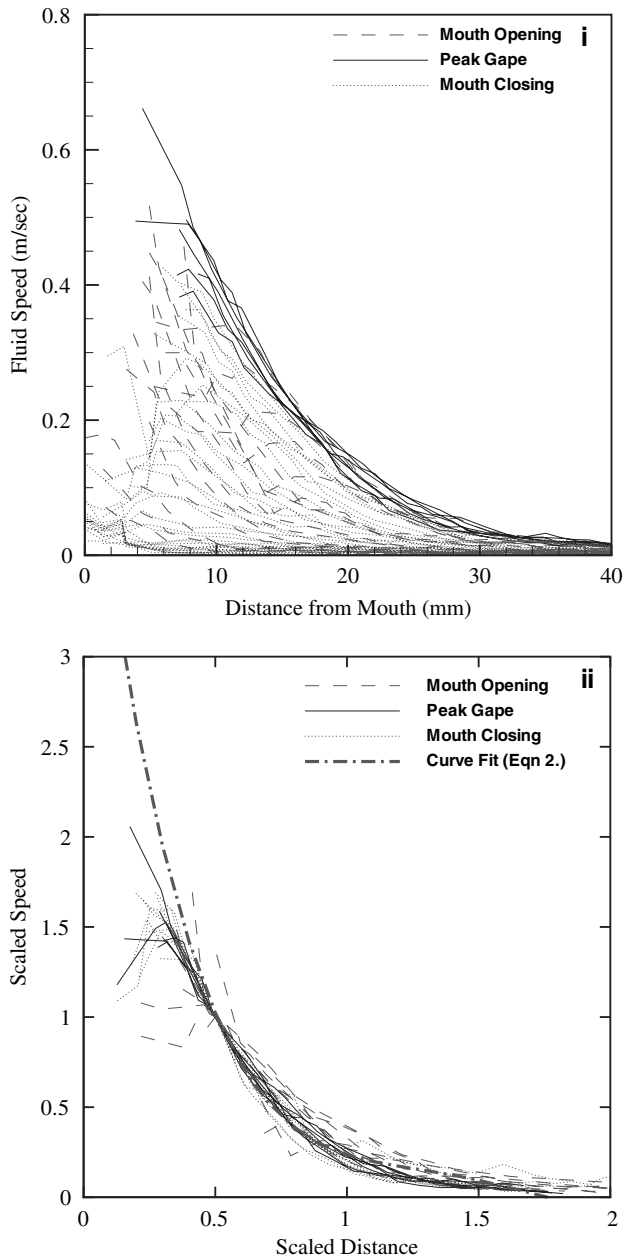 0.8
Mouth Opening i
Peak Gape
Mouth Closing
0.6
0.4
0.2
0
Fluid Speed (m/sec)
0 10 20 30 40
Distance from Mouth (mm)
3
Mouth Opening ii
Peak Gape
Mouth Closing
Curve Fit (Eqn 2.)
2.5
2
1.5
1
0.5
0
Scaled Speed
0 0.5 1 1.5 2
Scaled Distance